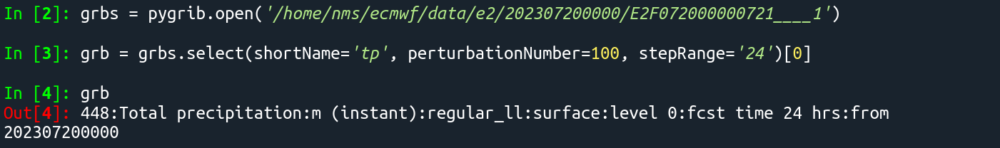 In [2]: grbs = pygrib.open('/home/nms/ecmwf/data/e2/202307200000/E2F072000000721____1')
In [3]: grb = grbs.select(shortName='tp', perturbationNumber=100, stepRange='24')[0]
In [4]: grb
Out[4]: 448:Total precipitation:m (instant):regular_ll:surface:level 0:fcst time 24 hrs:from
202307200000